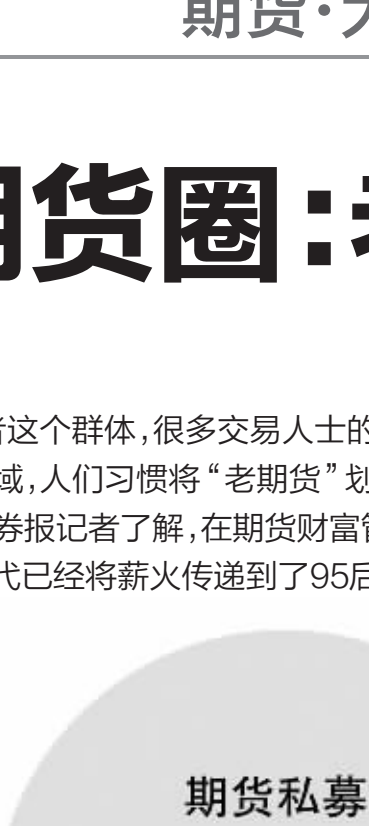 期货·大
期货圈：老
者这个群体，很多交易人士的
域，人们习惯将“老期货”划
券报记者了解，在期货财富管
代已经将薪火传递到了95后
期货私募